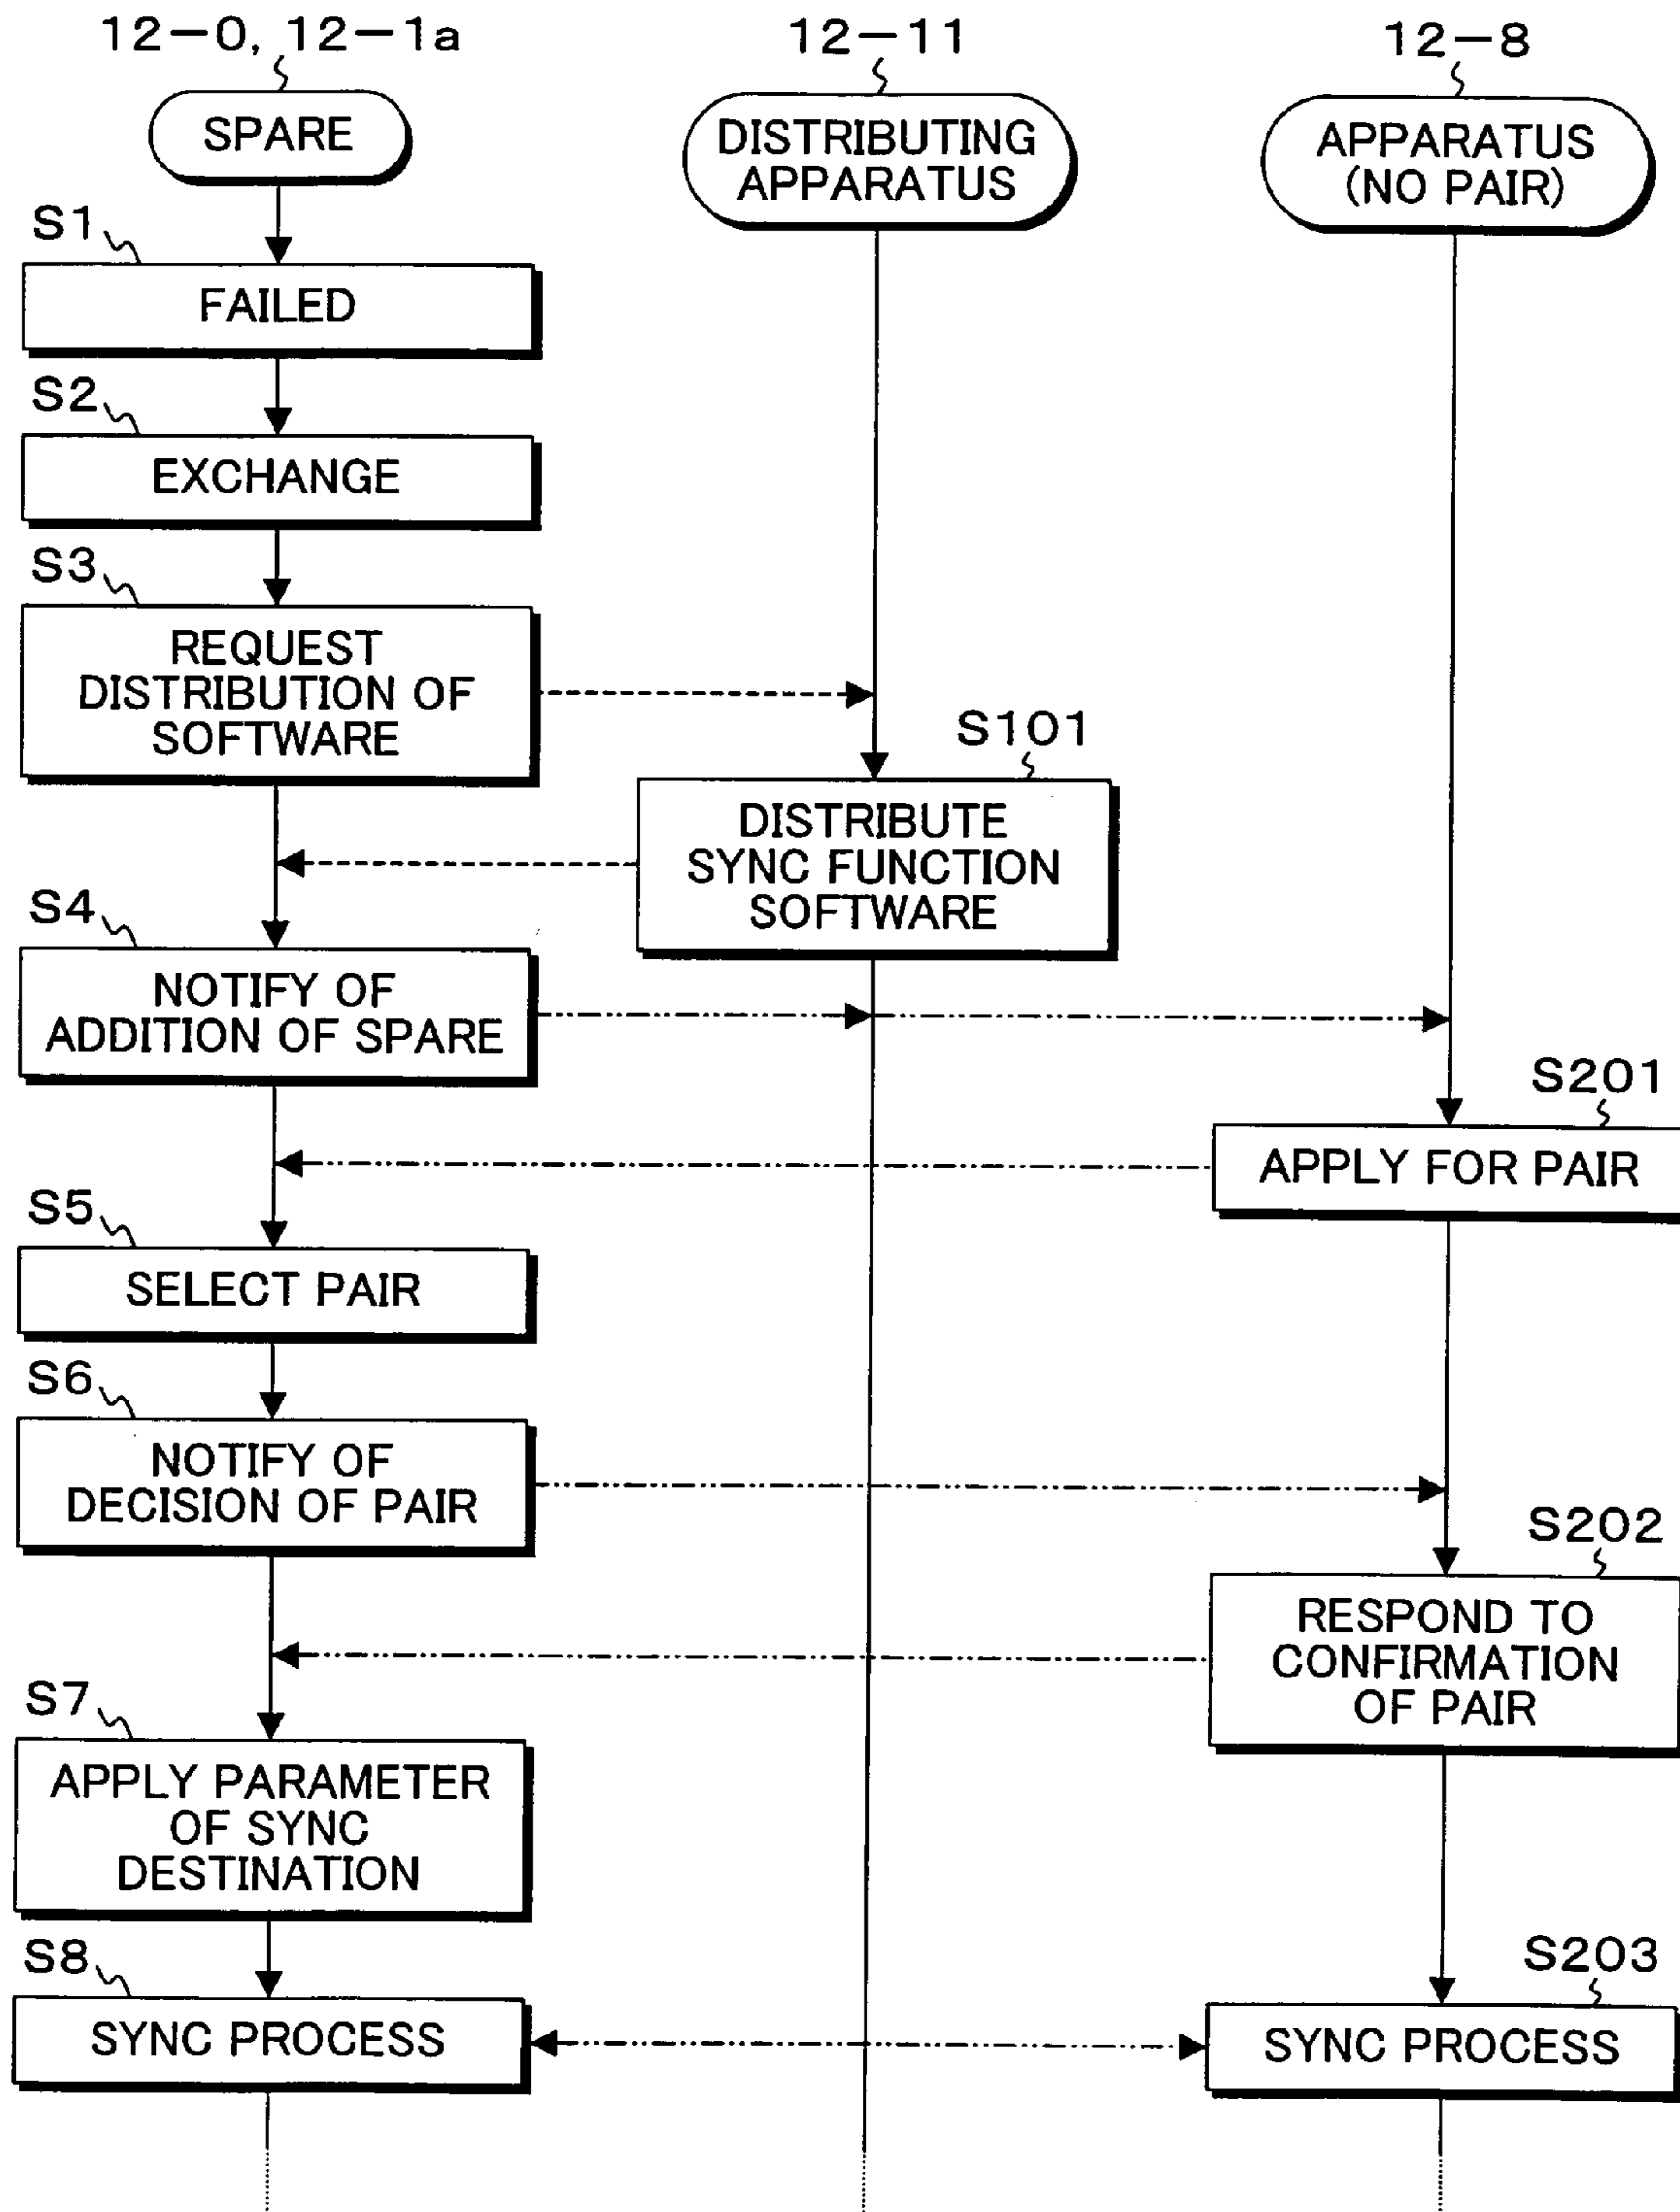 12-0, 12-1a
12-11
12-8
SPARE
DISTRIBUTING
APPARATUS
APPARATUS
(NO PAIR)
S1
FAILED
S2
EXCHANGE
S3
REQUEST
DISTRIBUTION OF
SOFTWARE
S101
DISTRIBUTE
SYNC FUNCTION
SOFTWARE
S4
NOTIFY OF
ADDITION OF SPARE
S201
APPLY FOR PAIR
S5
SELECT PAIR
S6
NOTIFY OF
DECISION OF PAIR
S202
RESPOND TO
CONFIRMATION
OF PAIR
S7
APPLY PARAMETER
OF SYNC
DESTINATION
S8
SYNC PROCESS
S203
SYNC PROCESS